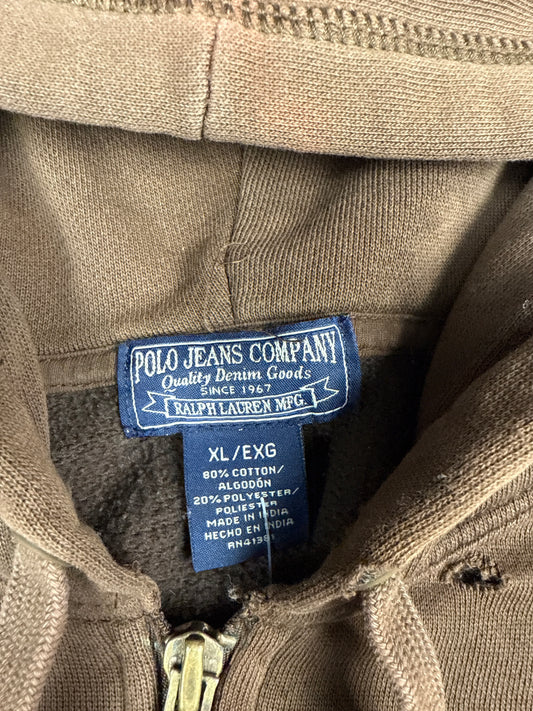 POLO JEANS COMPANY
Quality Denim Goods
SINCE 1967
RALPH LAUREN MFG.
XL/EXG
80% COTTON/
ALGODÓN
20% POLYESTER/
POLIESTER
MADE IN INDIA
HECHO EN INDIA
RN41381